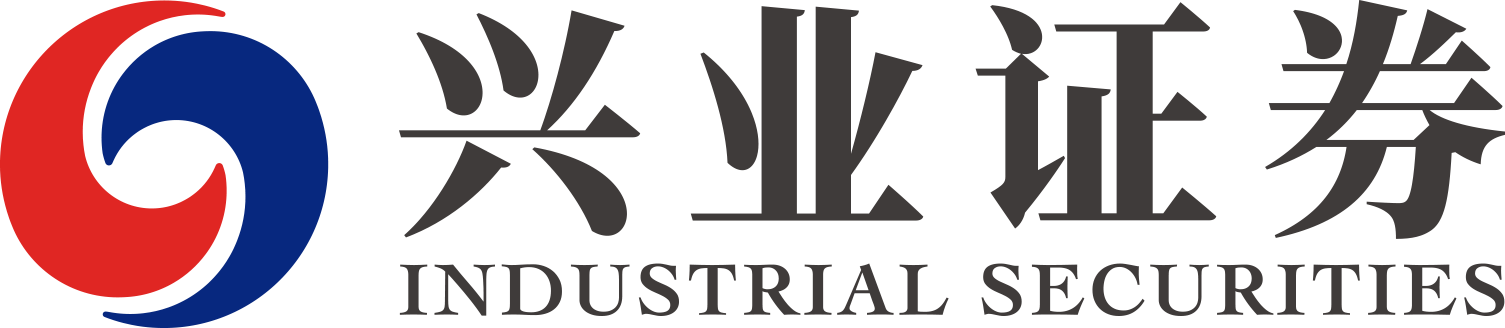 兴业证券
INDUSTRIAL SECURITIES